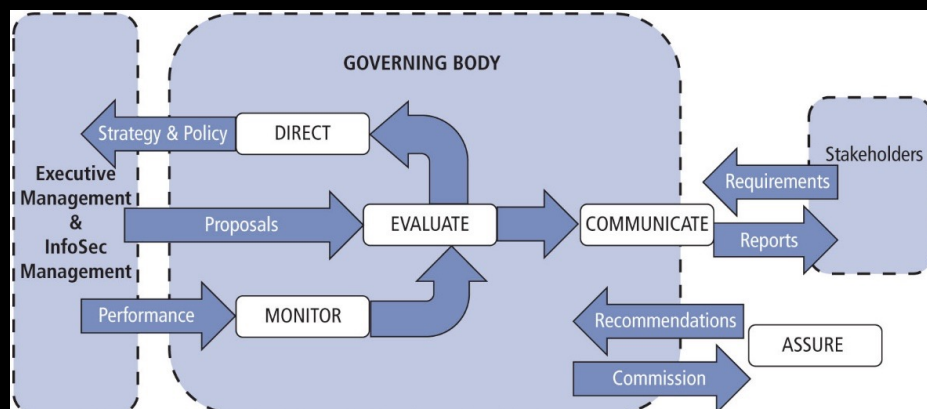 GOVERNING BODY
Strategy & Policy
DIRECT
Executive
Management
&
InfoSec
Management
Proposals
EVALUATE
COMMUNICATE
Performance
MONITOR
Stakeholders
Requirements
Reports
Recommendations
ASSURE
Commission